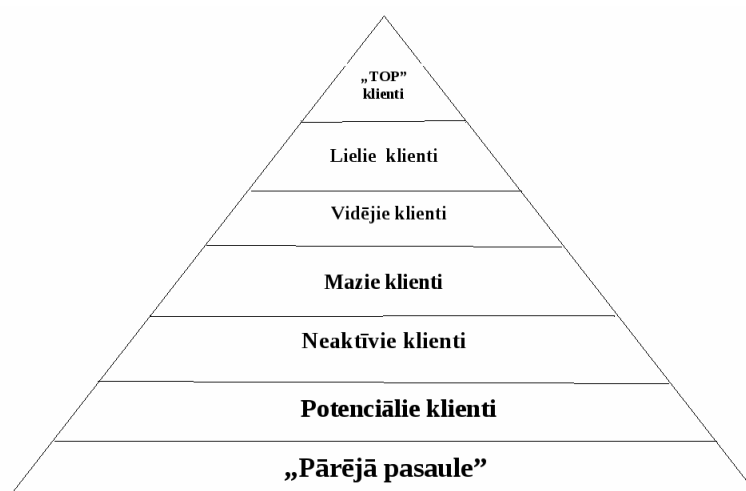 „TOP”
klienti
Lielie klienti
Vidējie klienti
Mazie klienti
Neaktīvie klienti
Potenciālie klienti
„Pārējā pasaule”